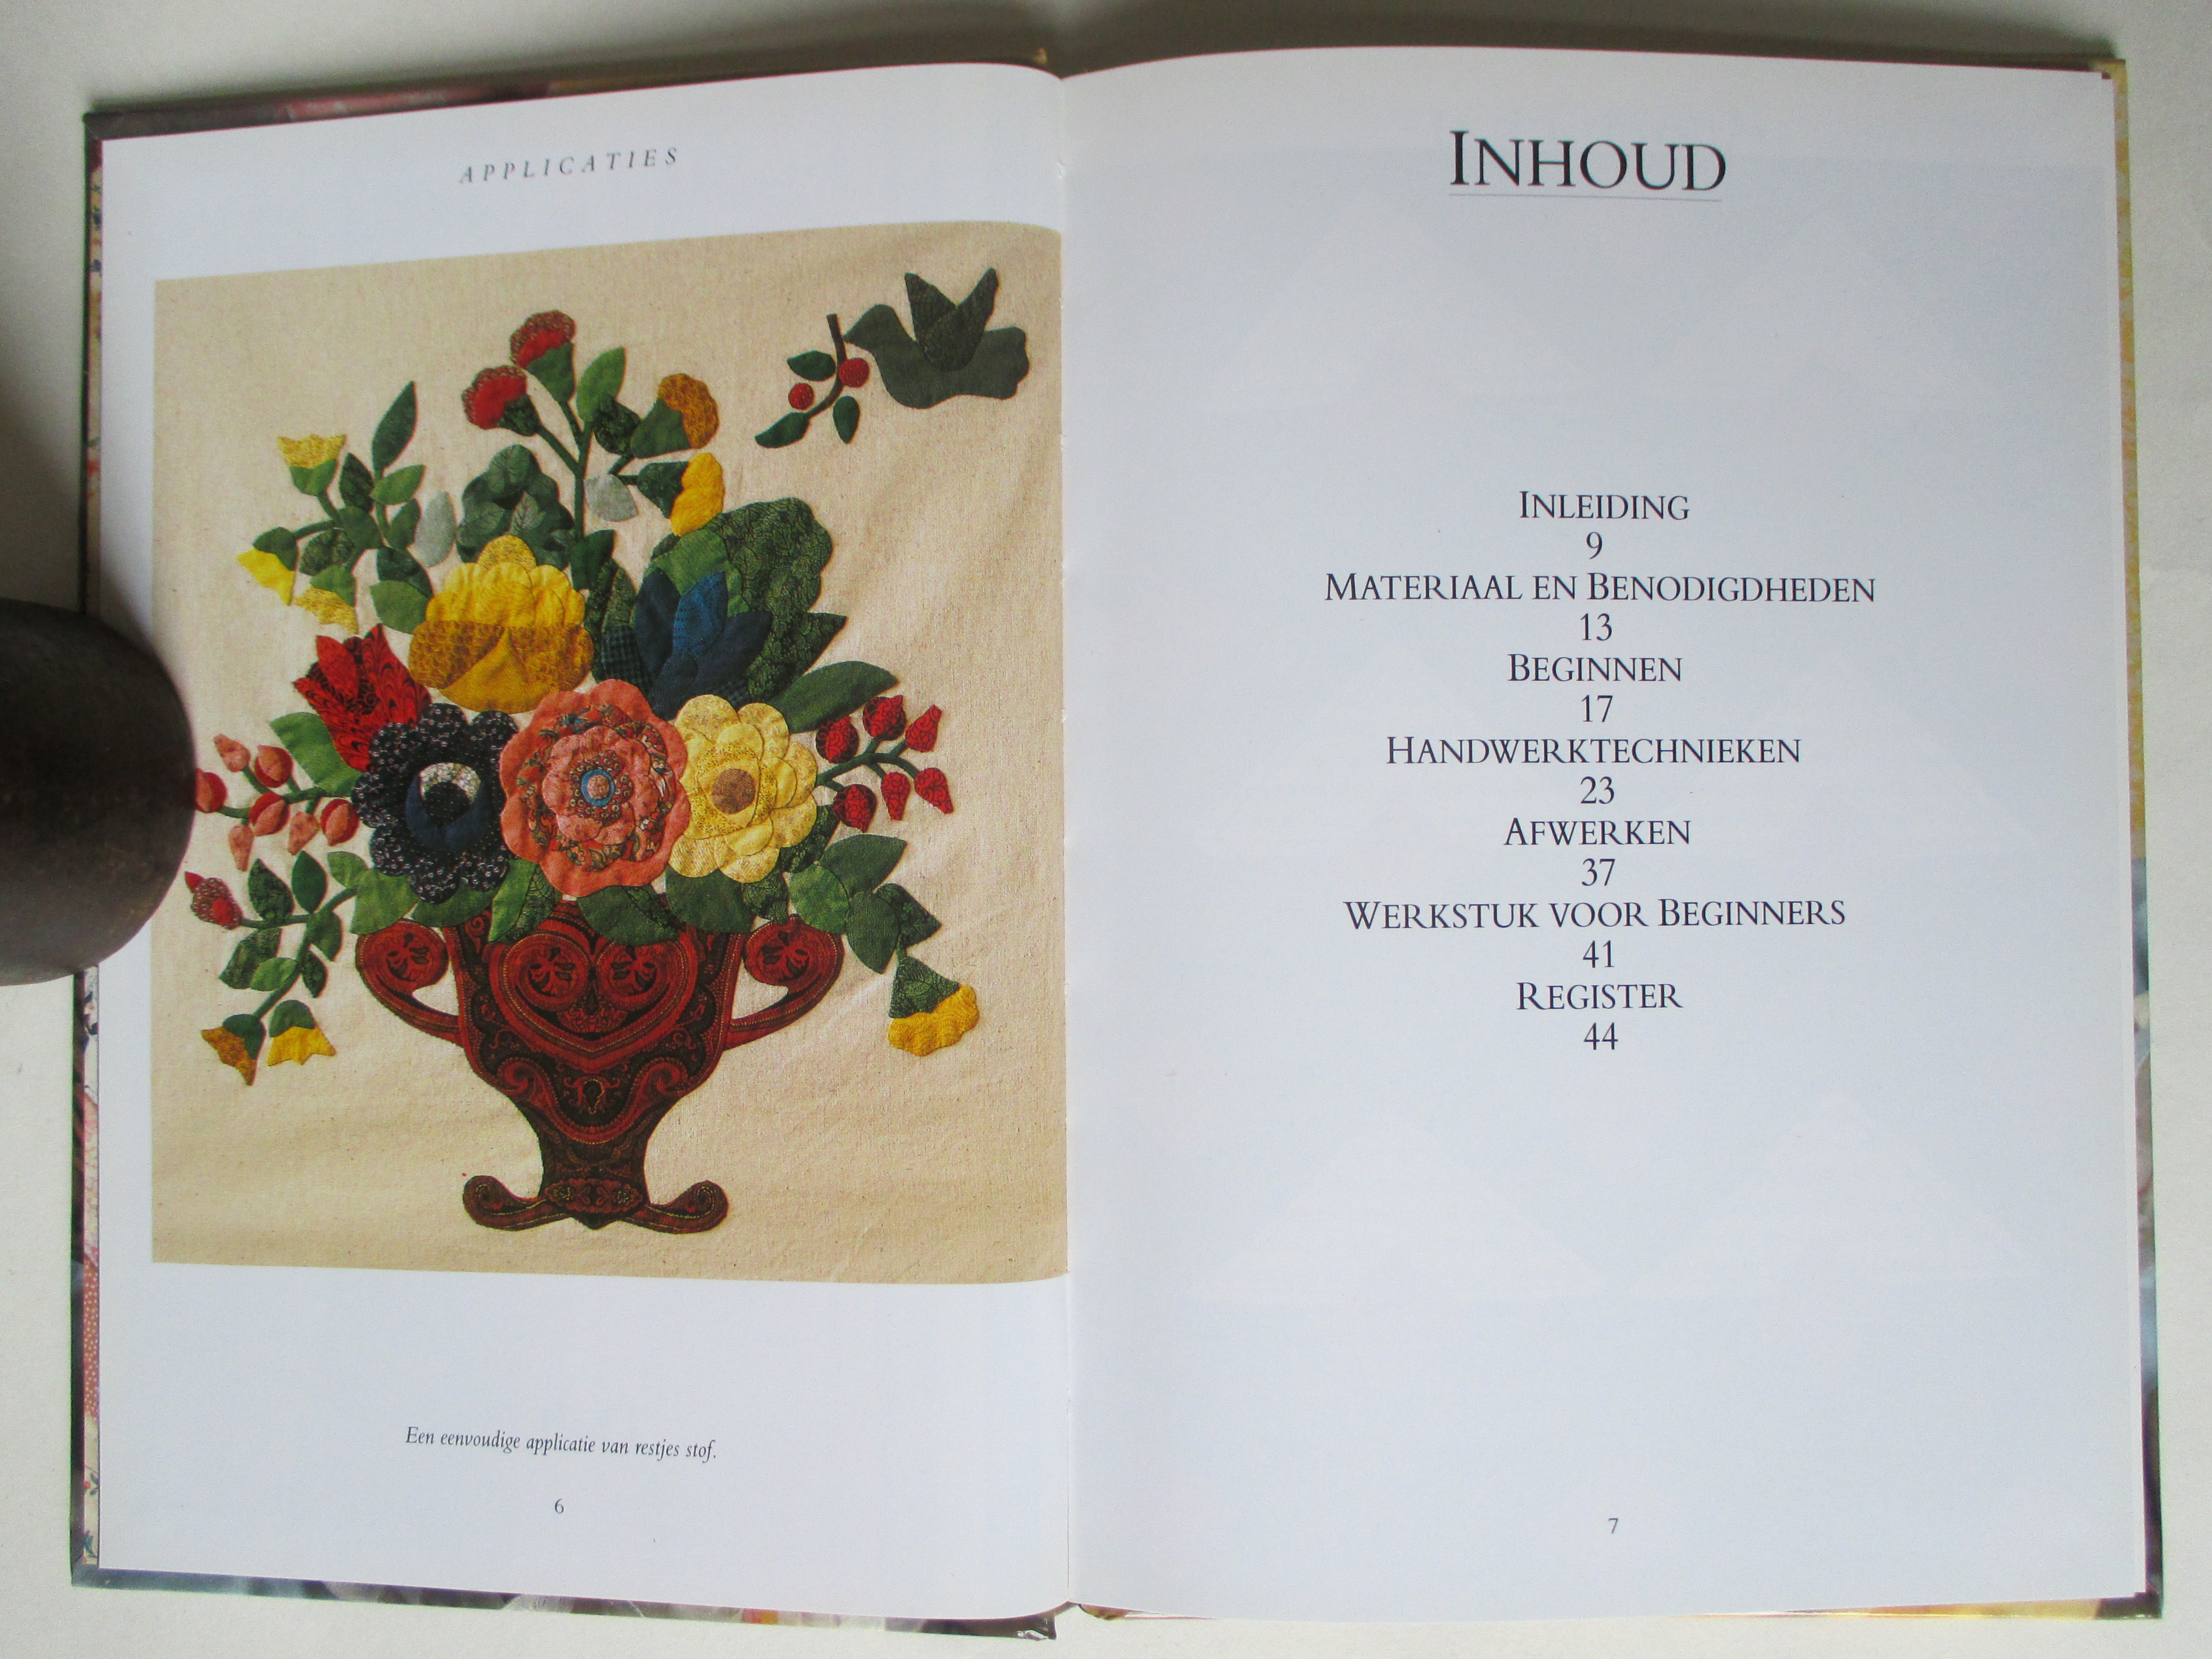 APPLICATIES
Een eenvoudige applicatie van restjes stof.
6
INHOUD
INLEIDING
9
MATERIAAL EN BENODIGDHEDEN
13
BEGINNEN
17
HANDWERKTECHNIEKEN
23
AFWERKEN
37
WERKSTUK VOOR BEGINNERS
41
REGISTER
44
7